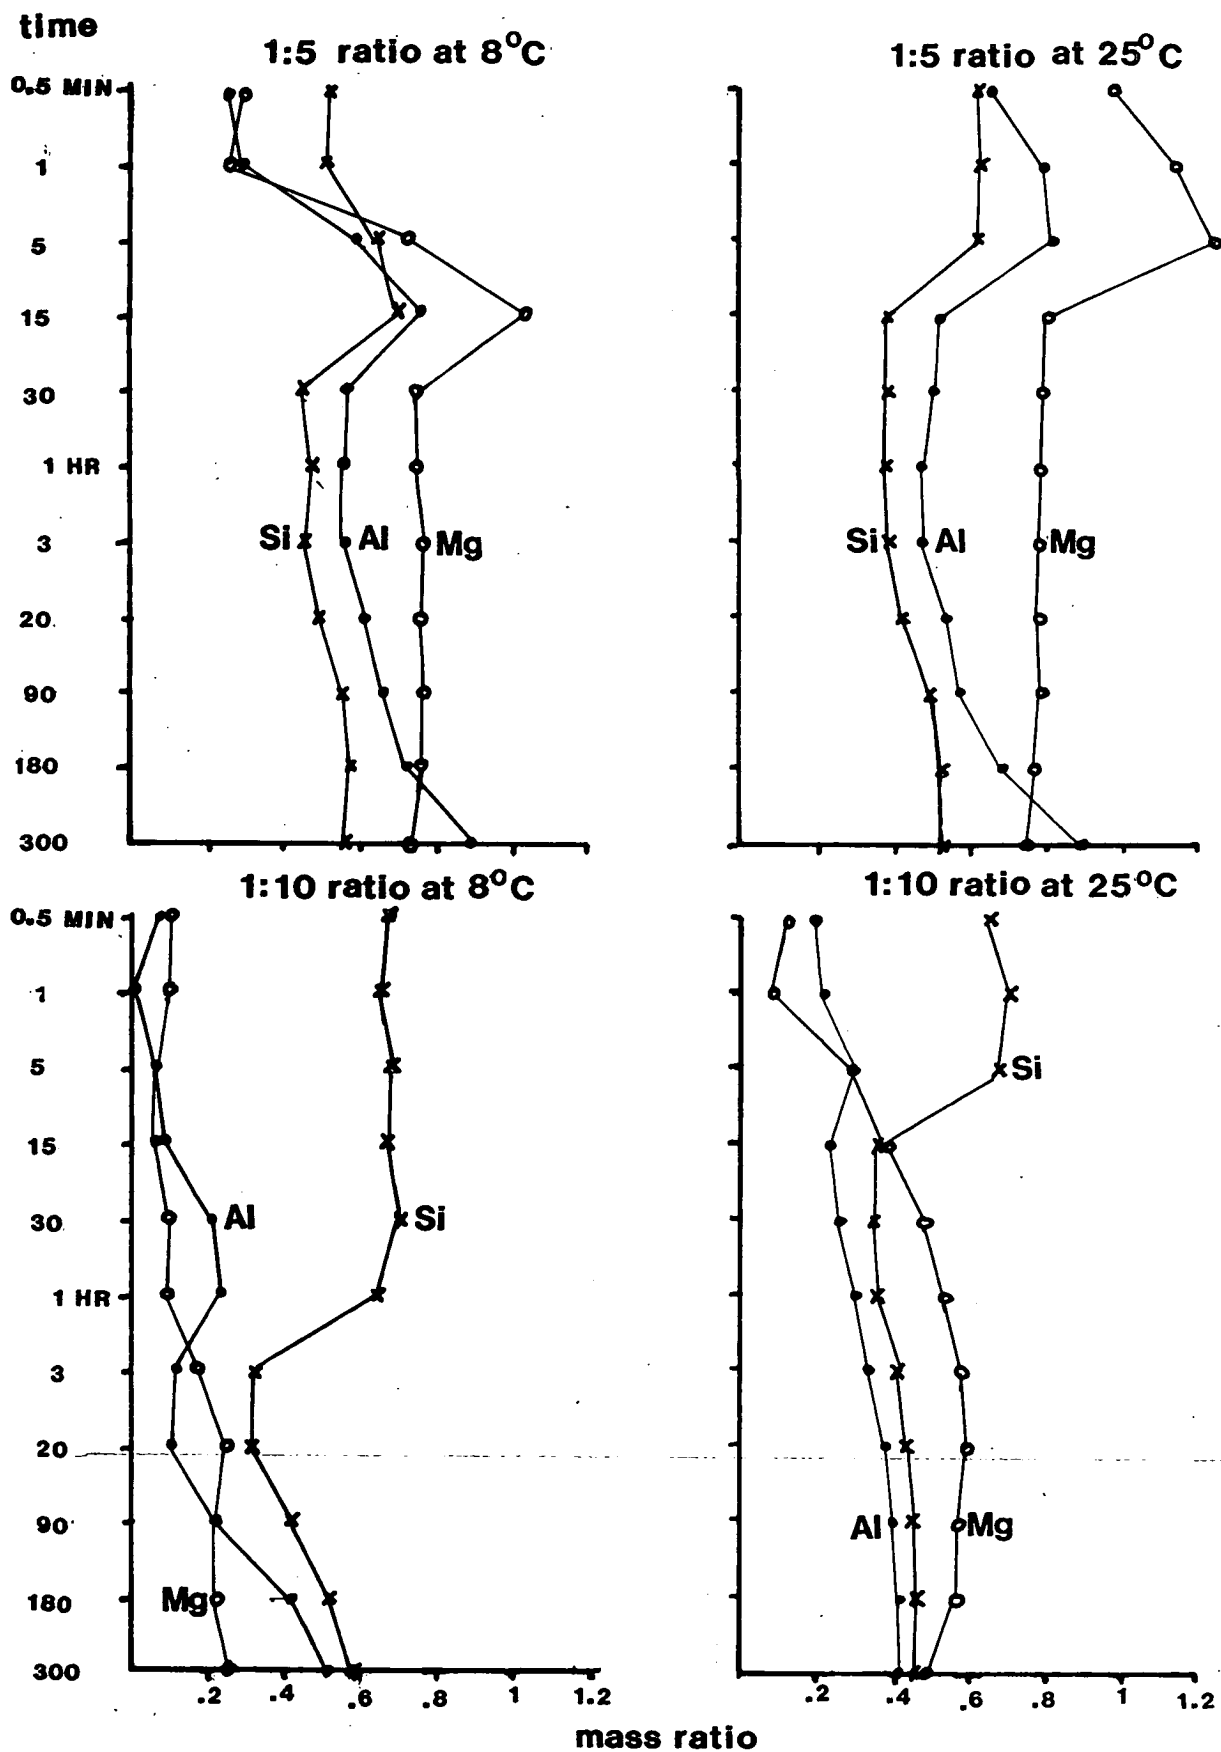 time
1:5 ratio at 8°C
1:5 ratio at 25°C
0.5 MIN
1
5
15
30
1 HR
3
20
90
180
300
Si Al Mg
Si Al Mg
1:10 ratio at 8°C
1:10 ratio at 25°C
0.5 MIN
1
5
15
30
1 HR
3
20
90
180
300
Al Si
Mg
Si
Al Mg
.2 .4 .6 .8 1 1.2
.2 .4 .6 .8 1 1.2
mass ratio